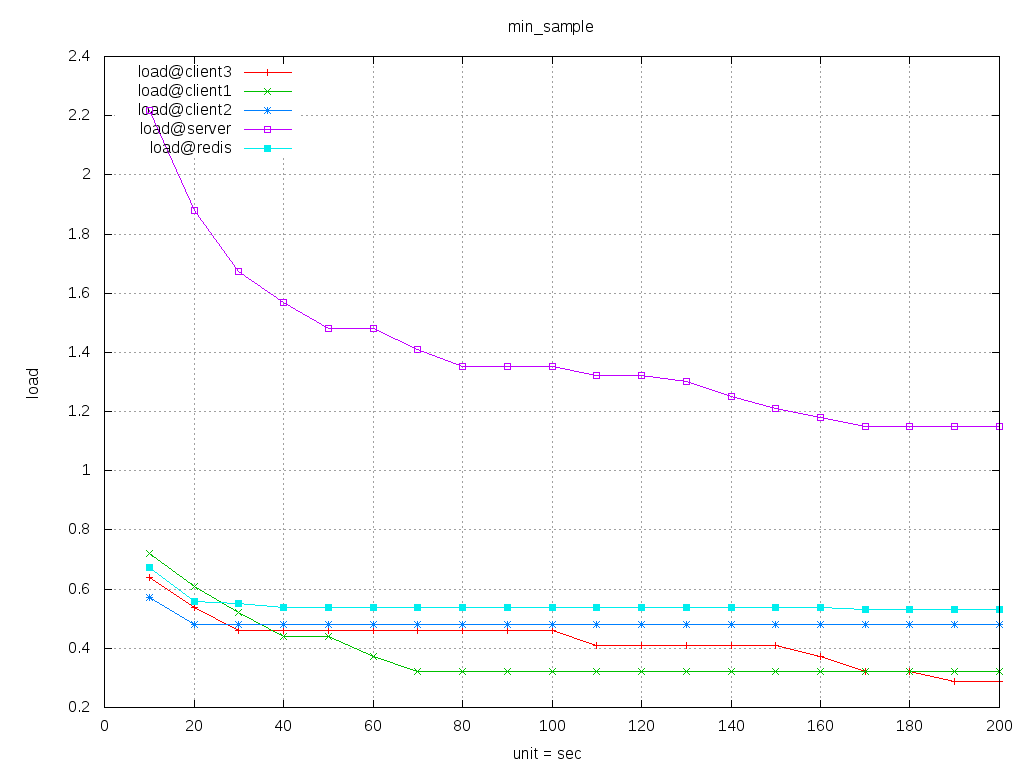 min_sample
load@client3
load@client1
load@client2
load@server
load@redis
2.4
2.2
2
1.8
1.6
1.4
1.2
1
0.8
0.6
0.4
0.2
load
0 20 40 60 80 100 120 140 160 180 200
unit = sec